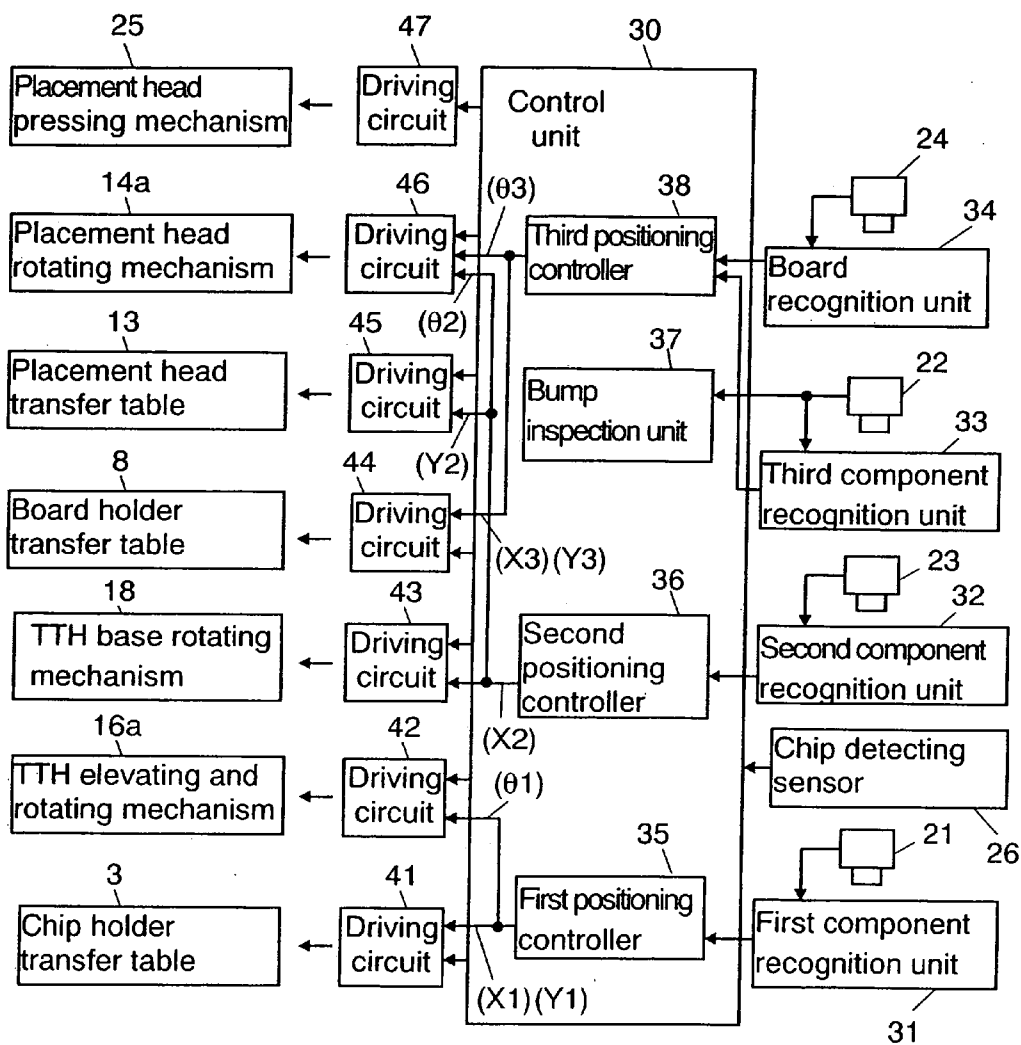 25
47
30
Placement head
pressing mechanism
Driving
circuit
Control
unit
24
14a
46
(θ3)
38
34
Placement head
rotating mechanism
Driving
circuit
Third positioning
controller
Board
recognition unit
(θ2)
13
45
37
22
Placement head
transfer table
Driving
circuit
Bump
inspection unit
33
(Y2)
8
44
Third component
recognition unit
Board holder
transfer table
Driving
circuit
(X3) (Y3)
23
18
43
36
32
TTH base rotating
mechanism
Driving
circuit
Second
positioning
controller
Second component
recognition unit
(X2)
16a
42
TTH elevating and
rotating mechanism
Driving
circuit
(θ1)
Chip detecting
sensor
21
26
3
41
35
Chip holder
transfer table
Driving
circuit
First positioning
controller
First component
recognition unit
(X1) (Y1)
31